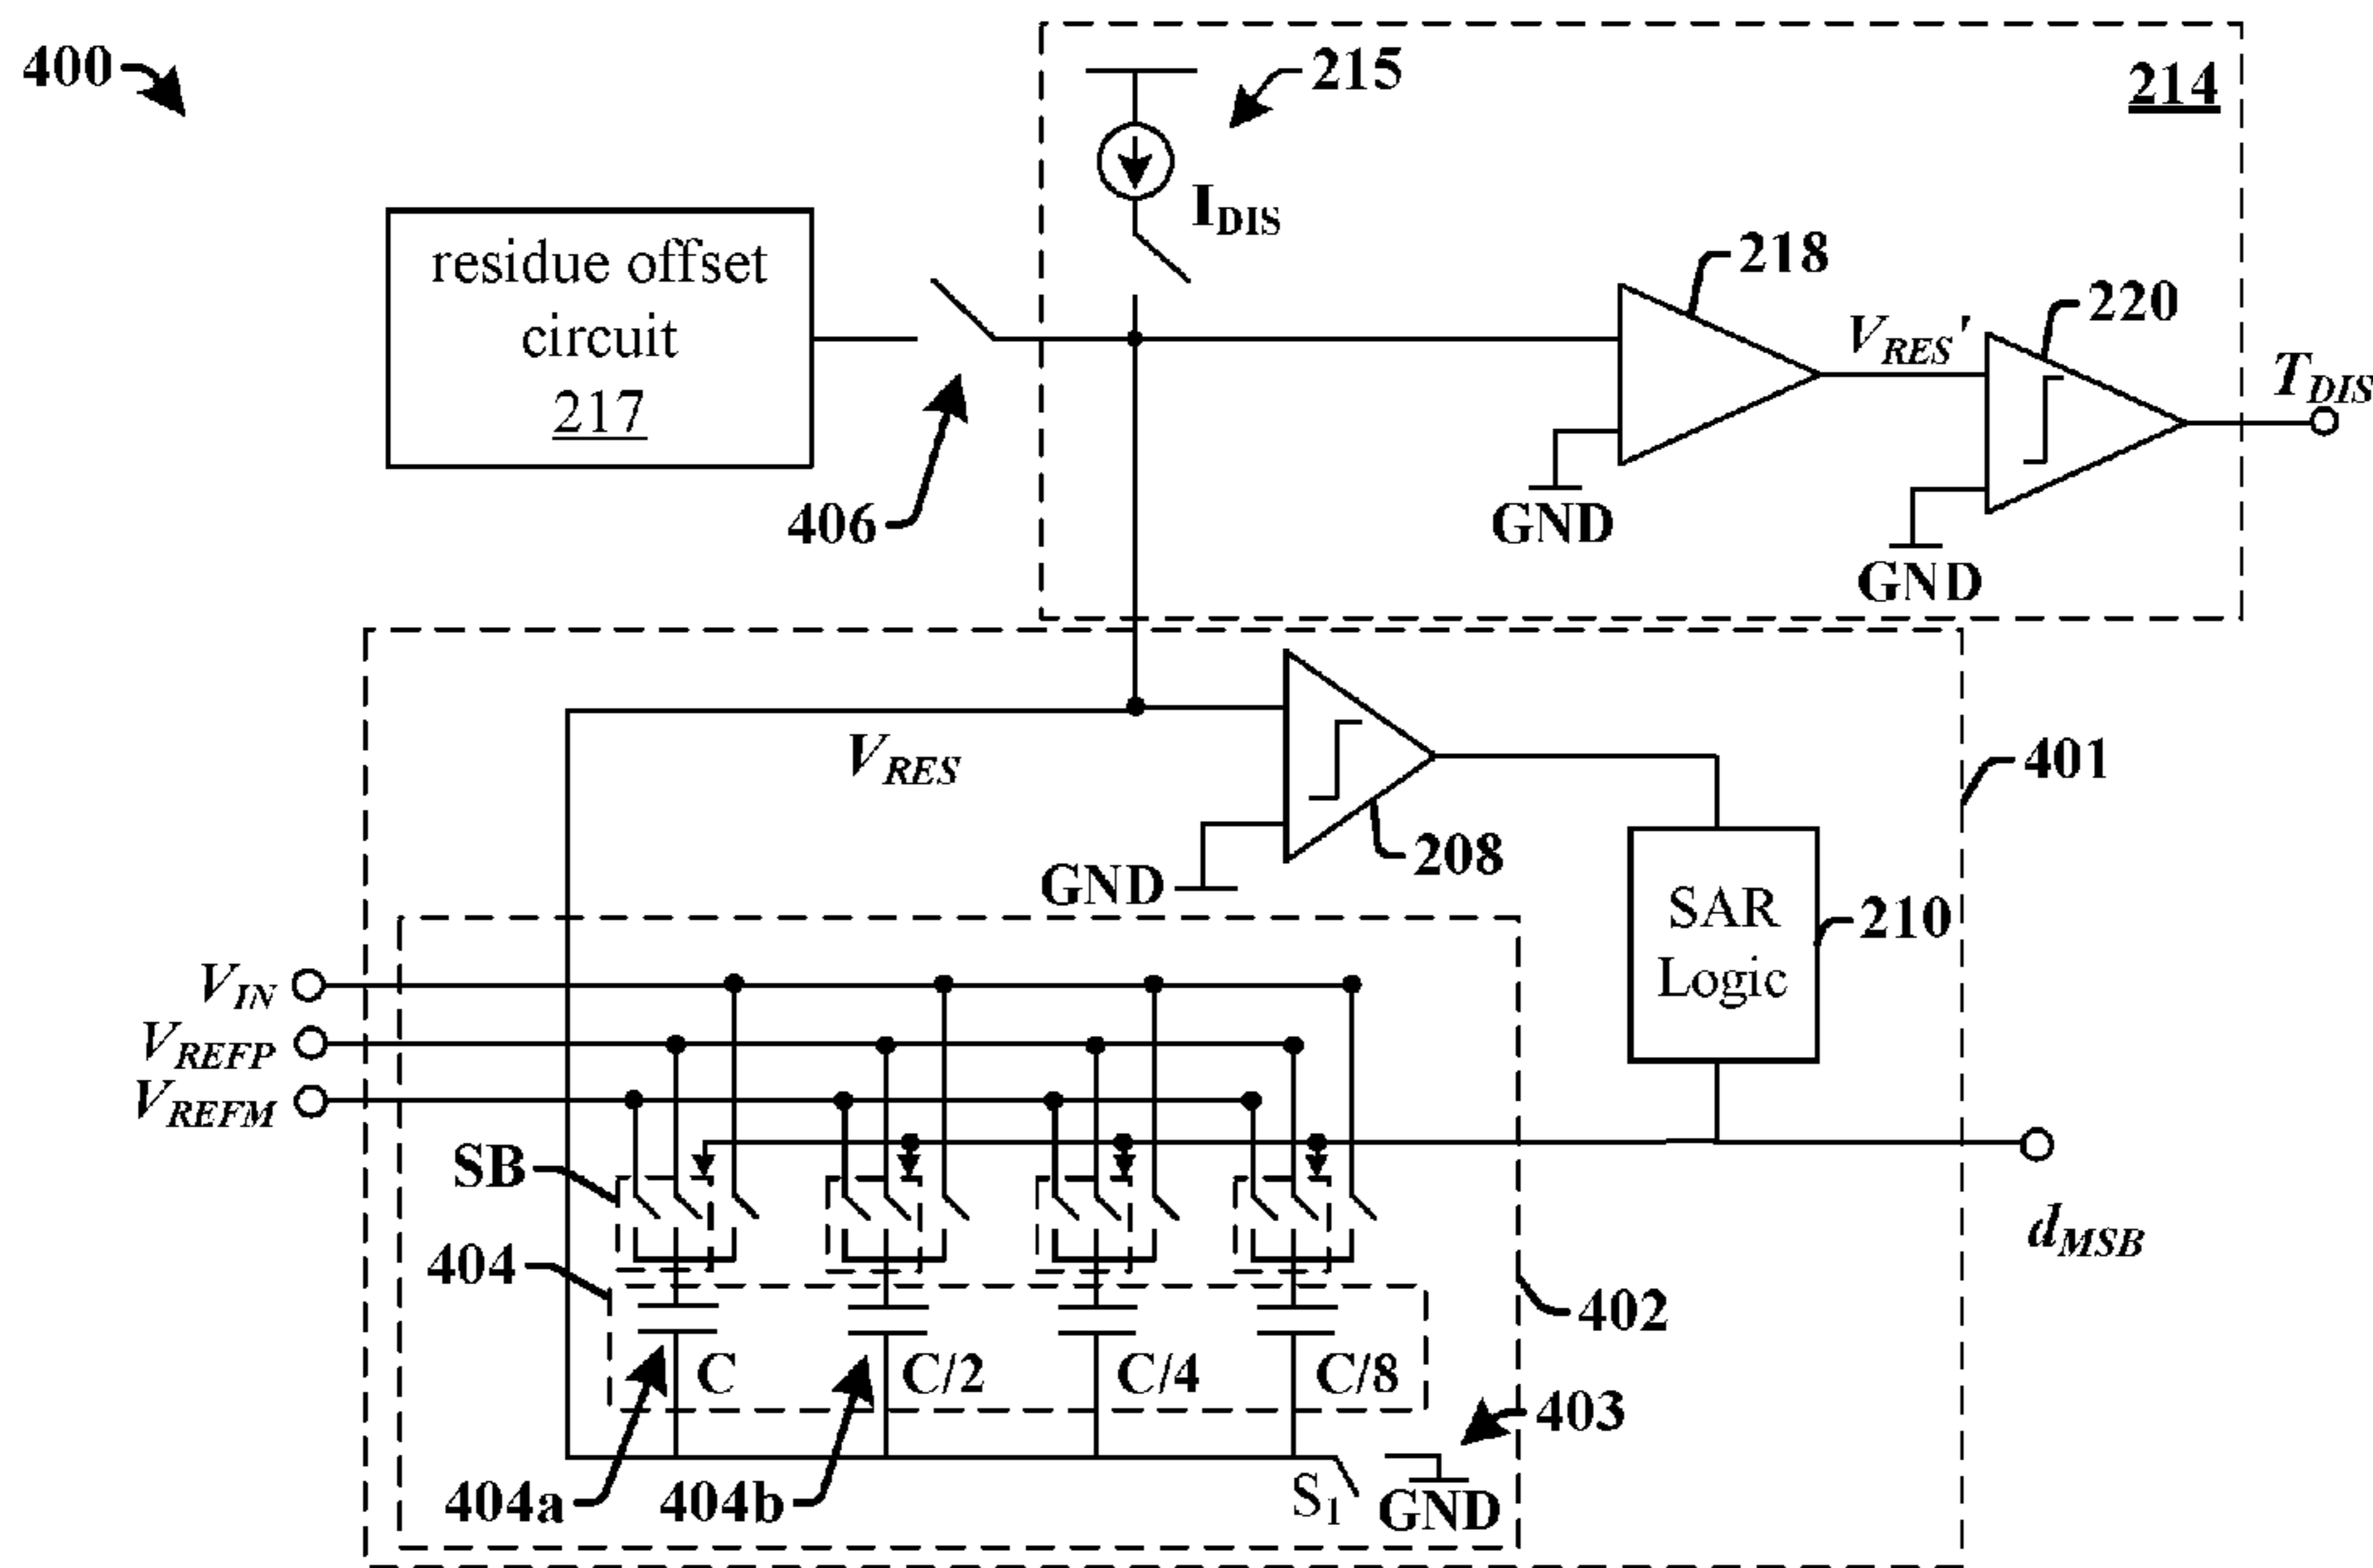 400
215
214
I_DIS
residue offset
circuit
217
406
218
V_RES'
220
T_DIS
GND
GND
V_RES
401
208
GND
SAR
Logic
210
V_IN
V_REFP
V_REFM
SB
d_MSB
404
402
C
C/2
C/4
C/8
403
404a
404b
S_1
GND